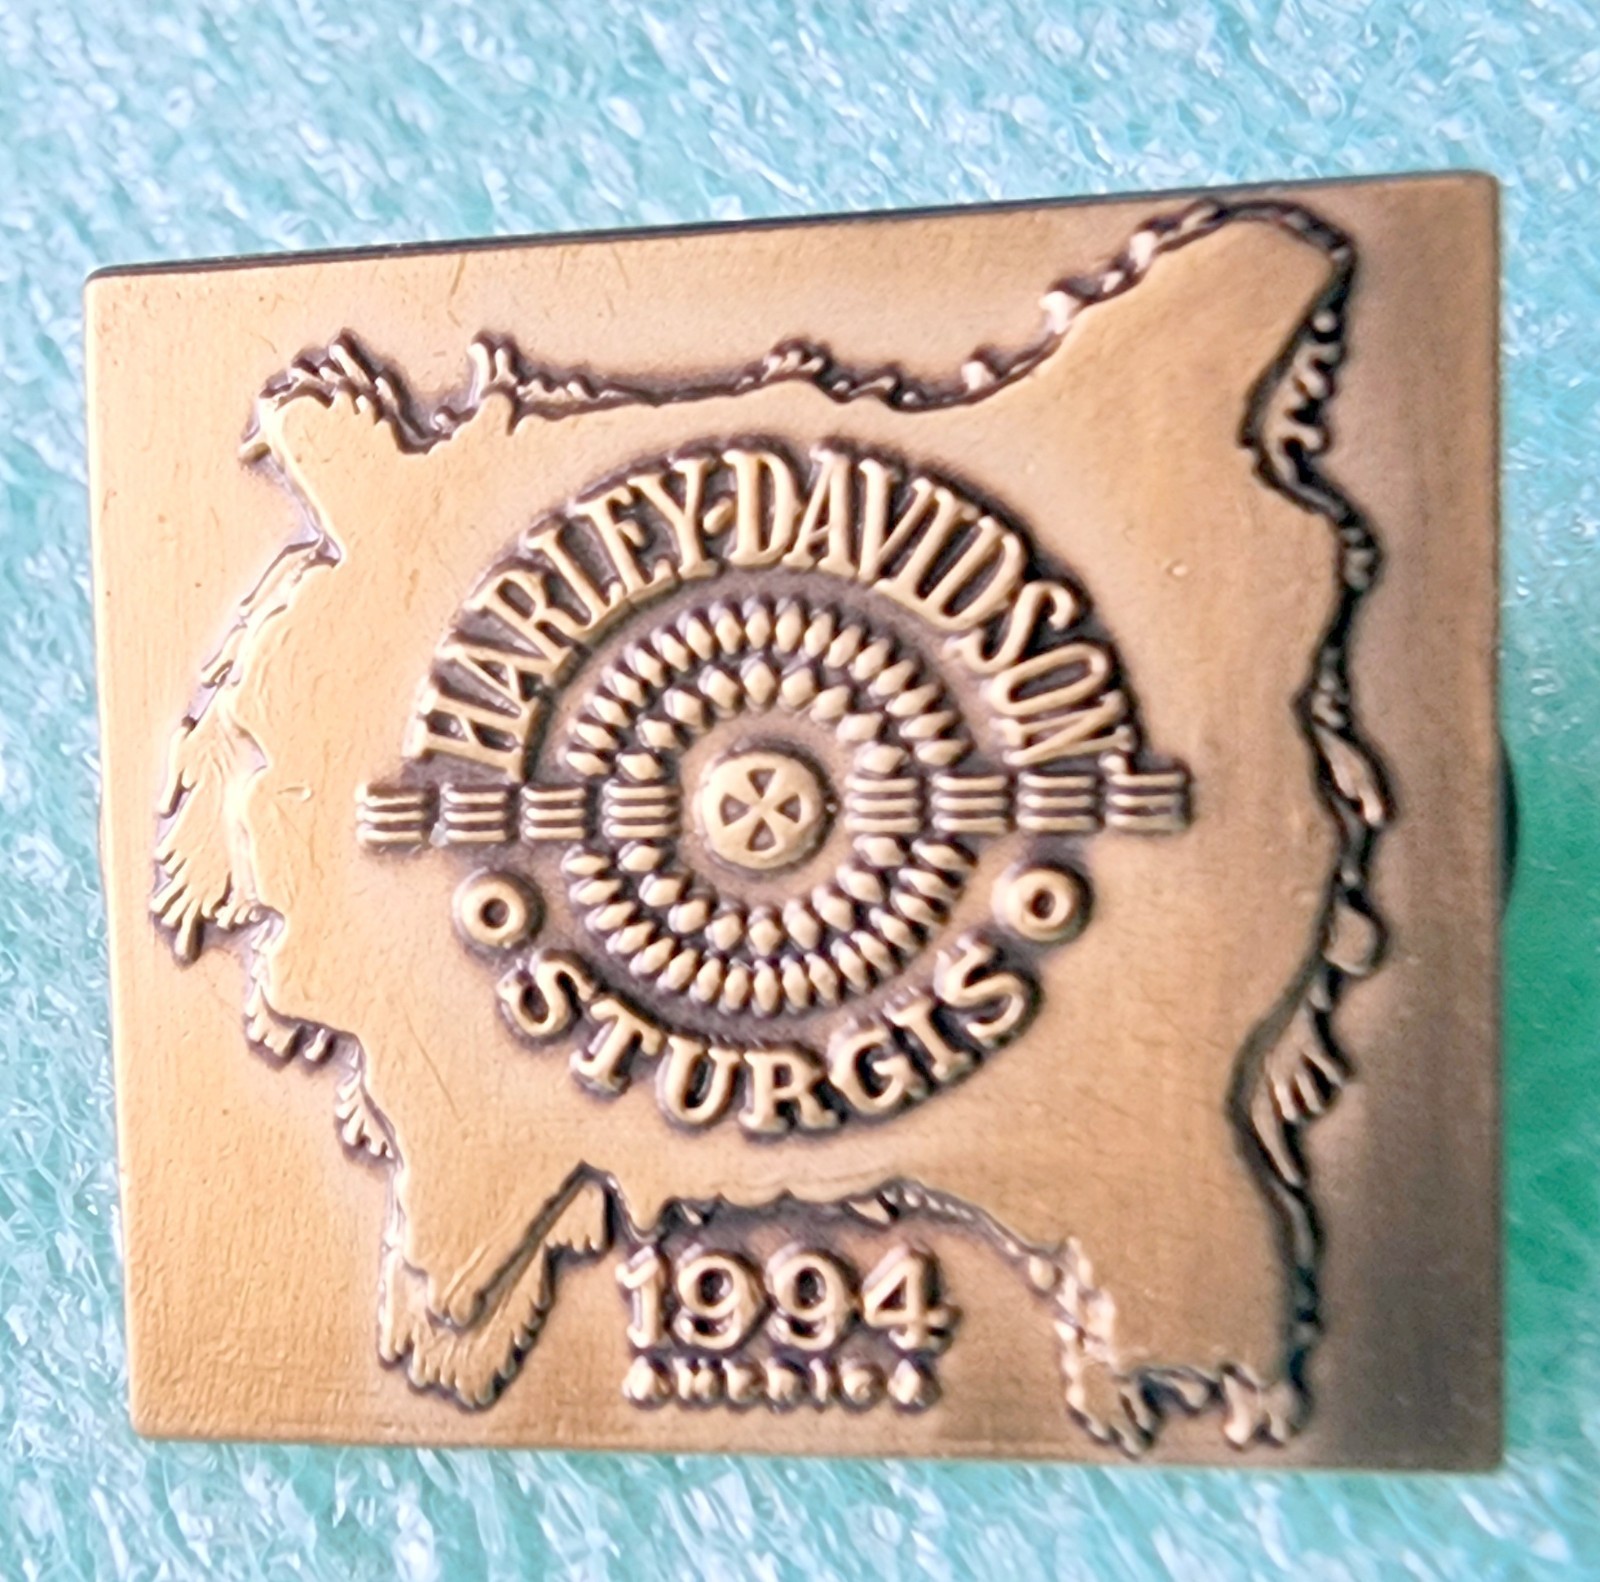 HARLEY-DAVIDSON
STURGIS
1994
AMERICA